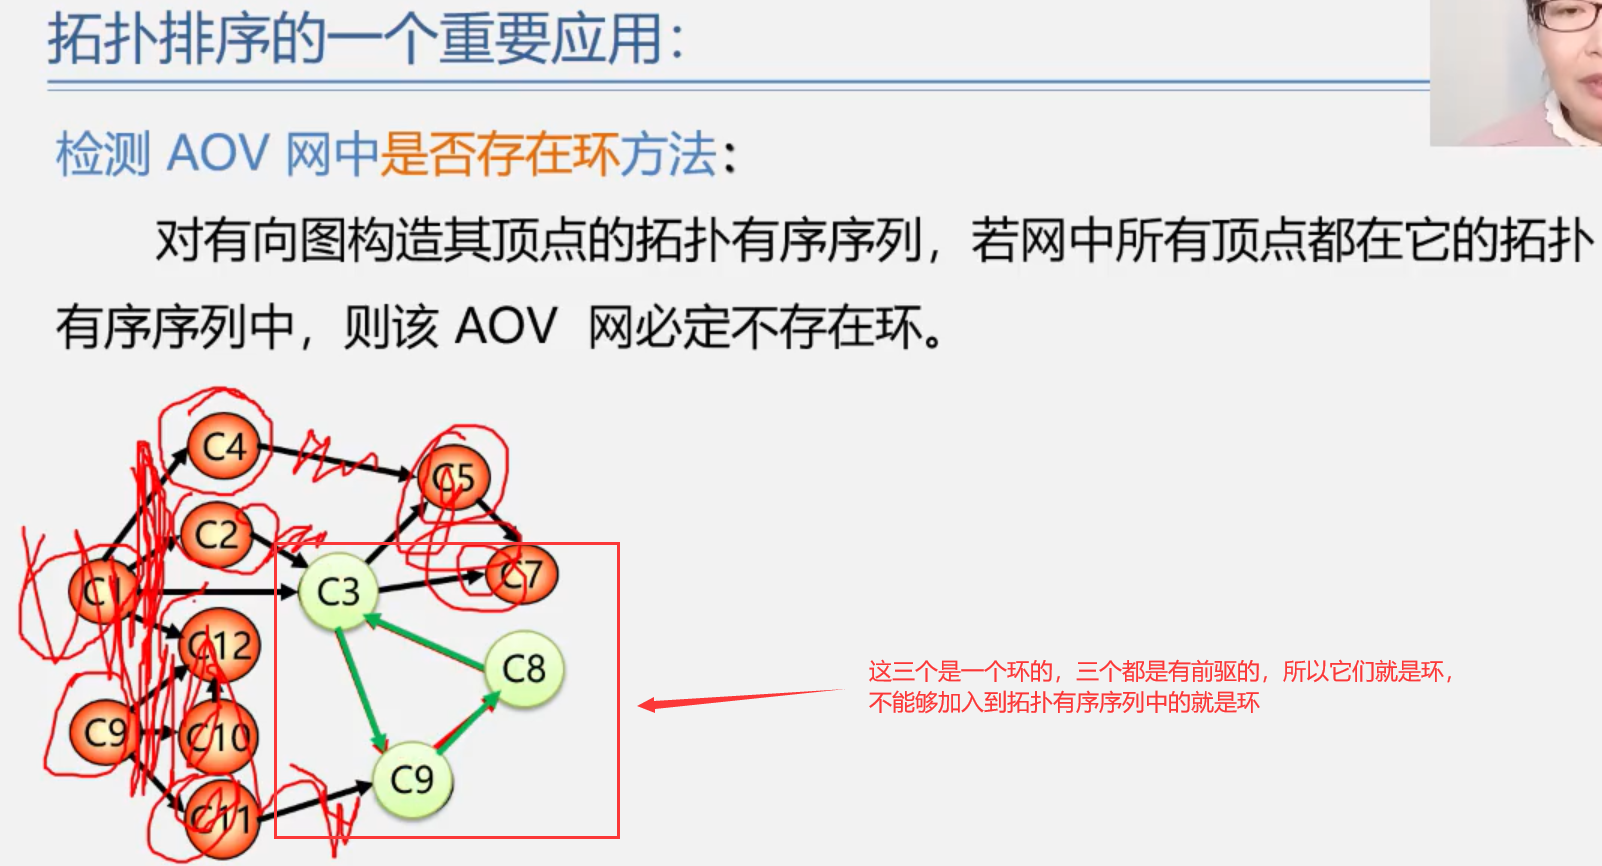 拓扑排序的一个重要应用：
检测 AOV 网中是否存在环方法：
对有向图构造其顶点的拓扑有序序列，若网中所有顶点都在它的拓扑
有序序列中，则该 AOV 网必定不存在环。
C4
C5
C2
C7
C1
C3
C12
C8
C9
C10
C9
C11
这三个是一个环的，三个都是有前驱的，所以它们就是环，
不能够加入到拓扑有序序列中的就是环